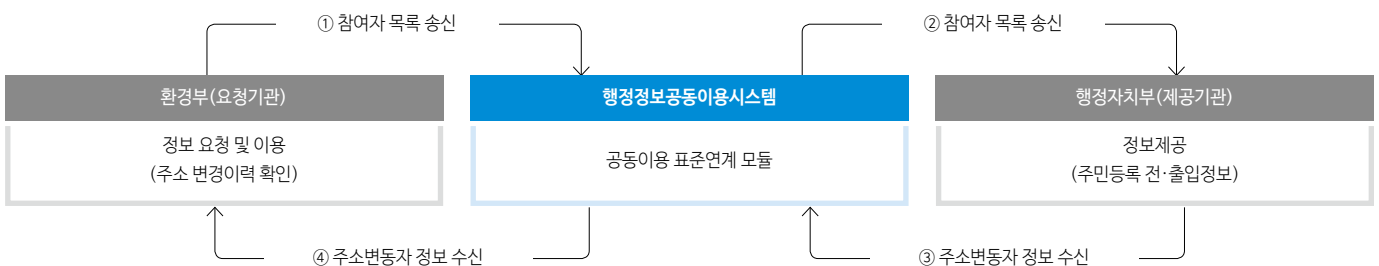 ① 참여자 목록 송신
② 참여자 목록 송신
환경부(요청기관)
행정정보공동이용시스템
행정자치부(제공기관)
정보 요청 및 이용
(주소 변경이력 확인)
공동이용 표준연계 모듈
정보제공
(주민등록 전·출입정보)
④ 주소변동자 정보 수신
③ 주소변동자 정보 수신